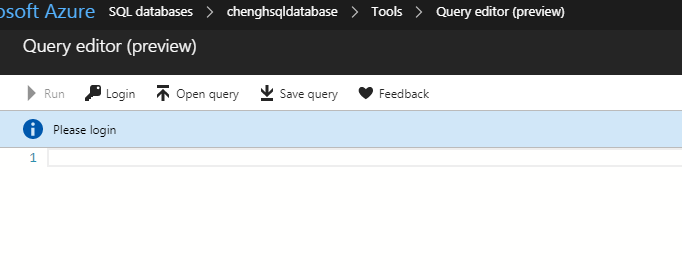 osoft Azure SQL databases > chenghsqldatabase > Tools > Query editor (preview)
Query editor (preview)
Run Login Open query Save query Feedback
Please login
1